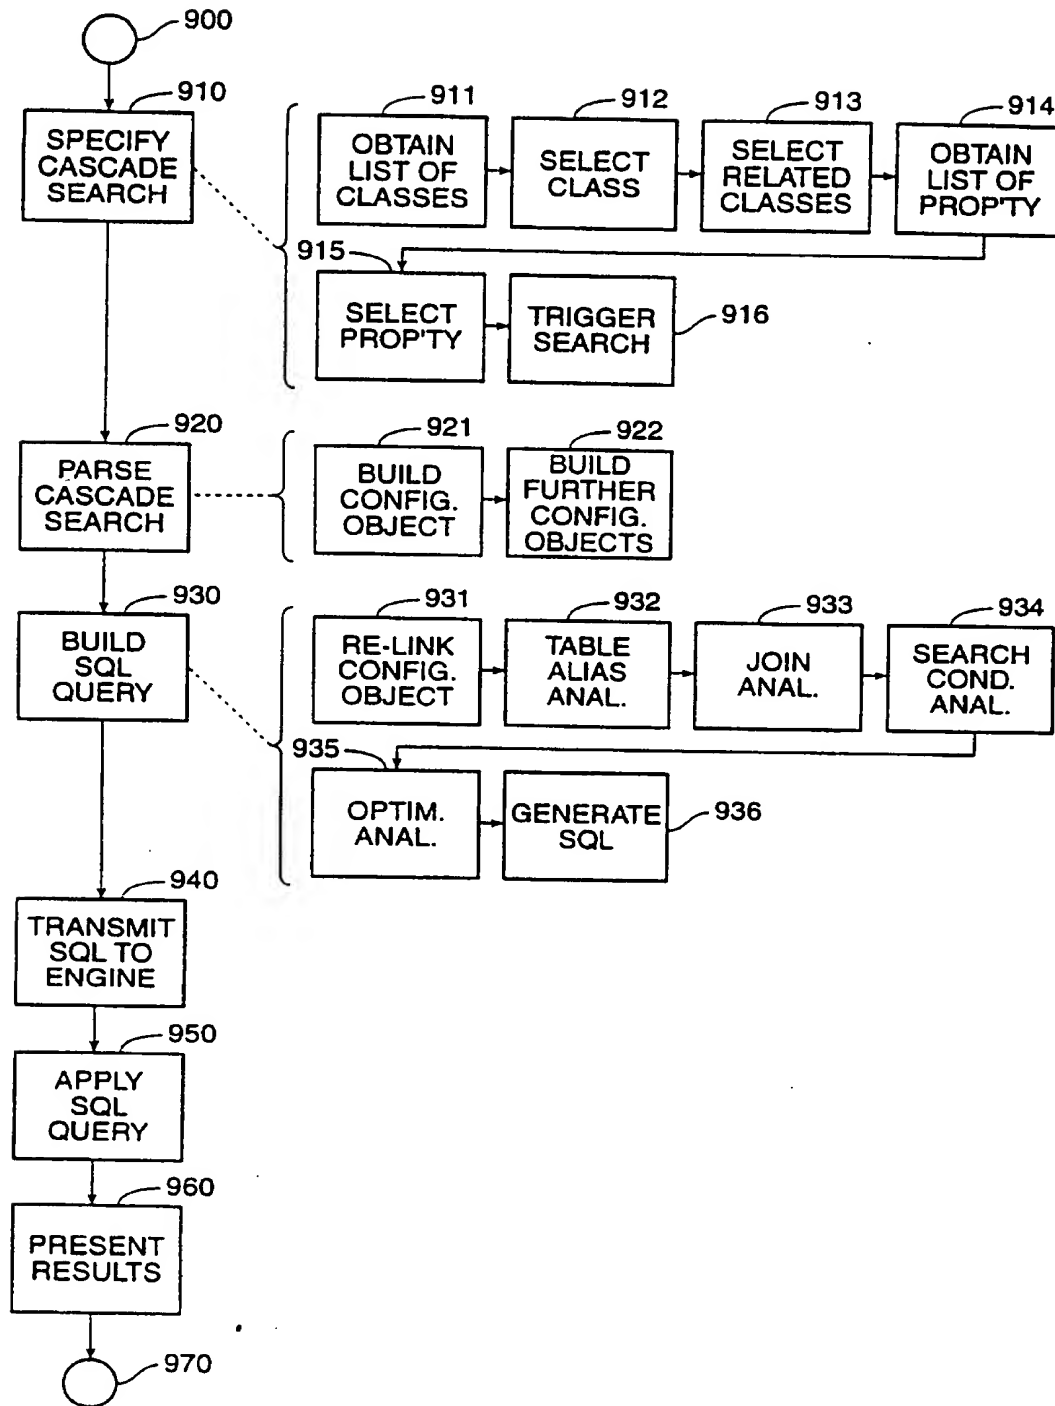 900
910
SPECIFY
CASCADE
SEARCH
911
OBTAIN
LIST OF
CLASSES
912
SELECT
CLASS
913
SELECT
RELATED
CLASSES
914
OBTAIN
LIST OF
PROP'TY
915
SELECT
PROP'TY
TRIGGER
SEARCH
916
920
PARSE
CASCADE
SEARCH
921
BUILD
CONFIG.
OBJECT
922
BUILD
FURTHER
CONFIG.
OBJECTS
930
BUILD
SQL
QUERY
931
RE-LINK
CONFIG.
OBJECT
932
TABLE
ALIAS
ANAL.
933
JOIN
ANAL.
934
SEARCH
COND.
ANAL.
935
OPTIM.
ANAL.
GENERATE
SQL
936
940
TRANSMIT
SQL TO
ENGINE
950
APPLY
SQL
QUERY
960
PRESENT
RESULTS
970